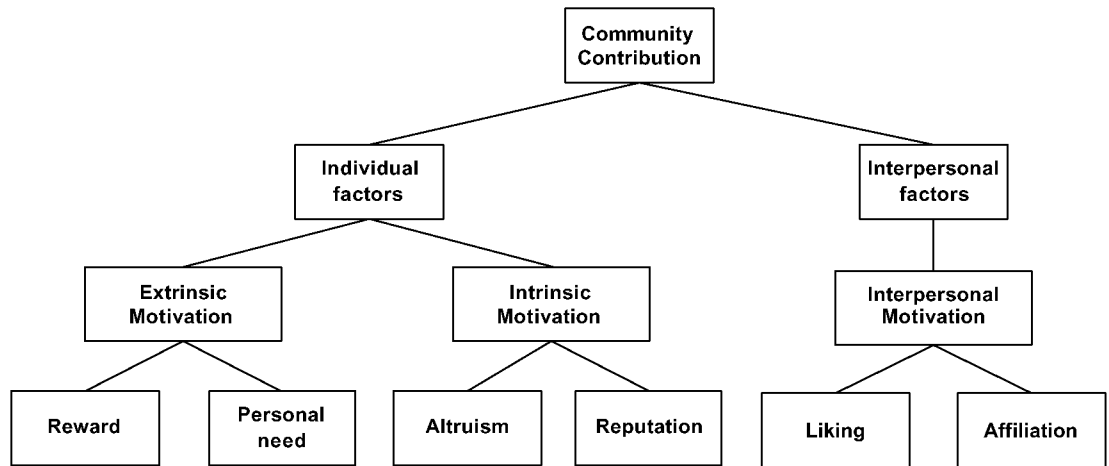 Community
Contribution
Individual
factors
Interpersonal
factors
Extrinsic
Motivation
Intrinsic
Motivation
Interpersonal
Motivation
Reward
Personal
need
Altruism
Reputation
Liking
Affiliation